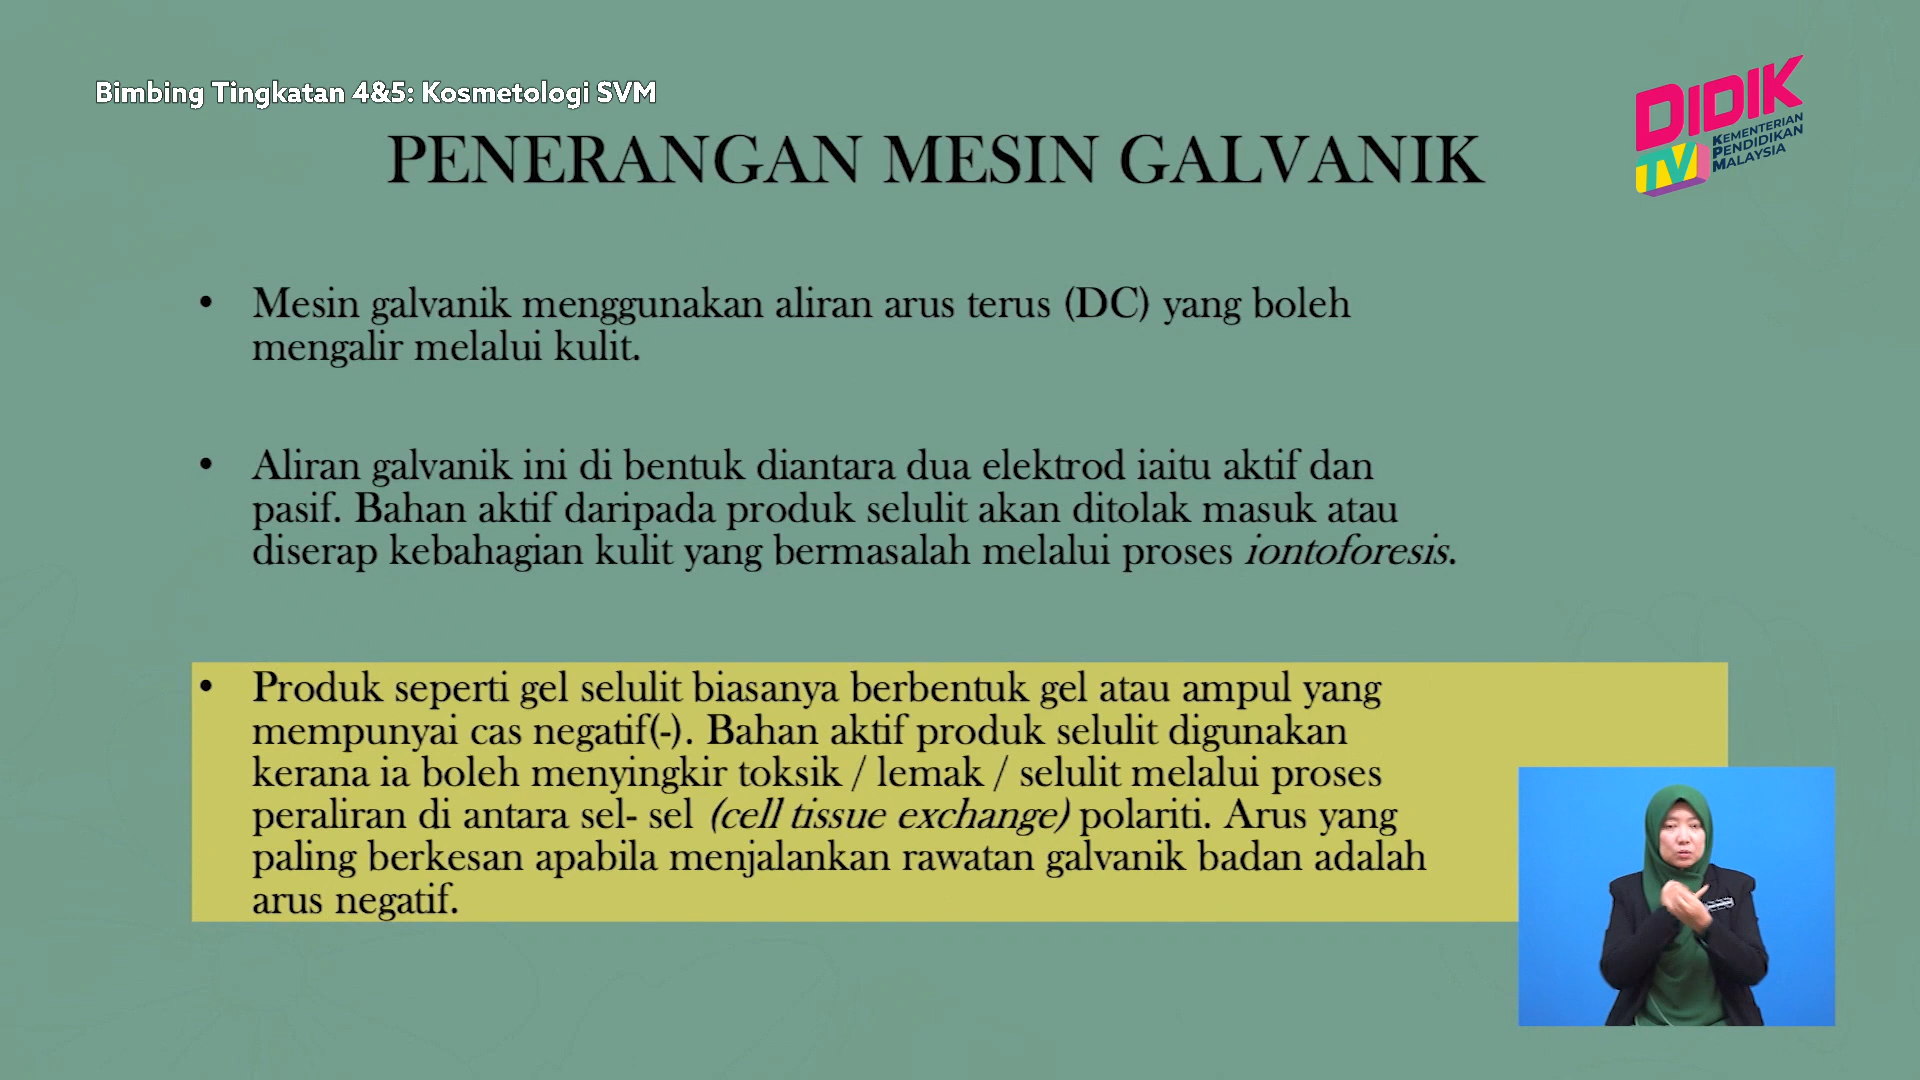 Bimbing Tingkatan 4&5: Kosmetologi SVM
DIDIK
TV
KEMENTERIAN
PENDIDIKAN
MALAYSIA
PENERANGAN MESIN GALVANIK
• Mesin galvanik menggunakan aliran arus terus (DC) yang boleh
mengalir melalui kulit.
• Aliran galvanik ini di bentuk diantara dua elektrod iaitu aktif dan
pasif. Bahan aktif daripada produk selulit akan ditolak masuk atau
diserap kebahagian kulit yang bermasalah melalui proses iontoforesis.
• Produk seperti gel selulit biasanya berbentuk gel atau ampul yang
mempunyai cas negatif(-). Bahan aktif produk selulit digunakan
kerana ia boleh menyingkir toksik / lemak / selulit melalui proses
peraliran di antara sel- sel (cell tissue exchange) polariti. Arus yang
paling berkesan apabila menjalankan rawatan galvanik badan adalah
arus negatif.